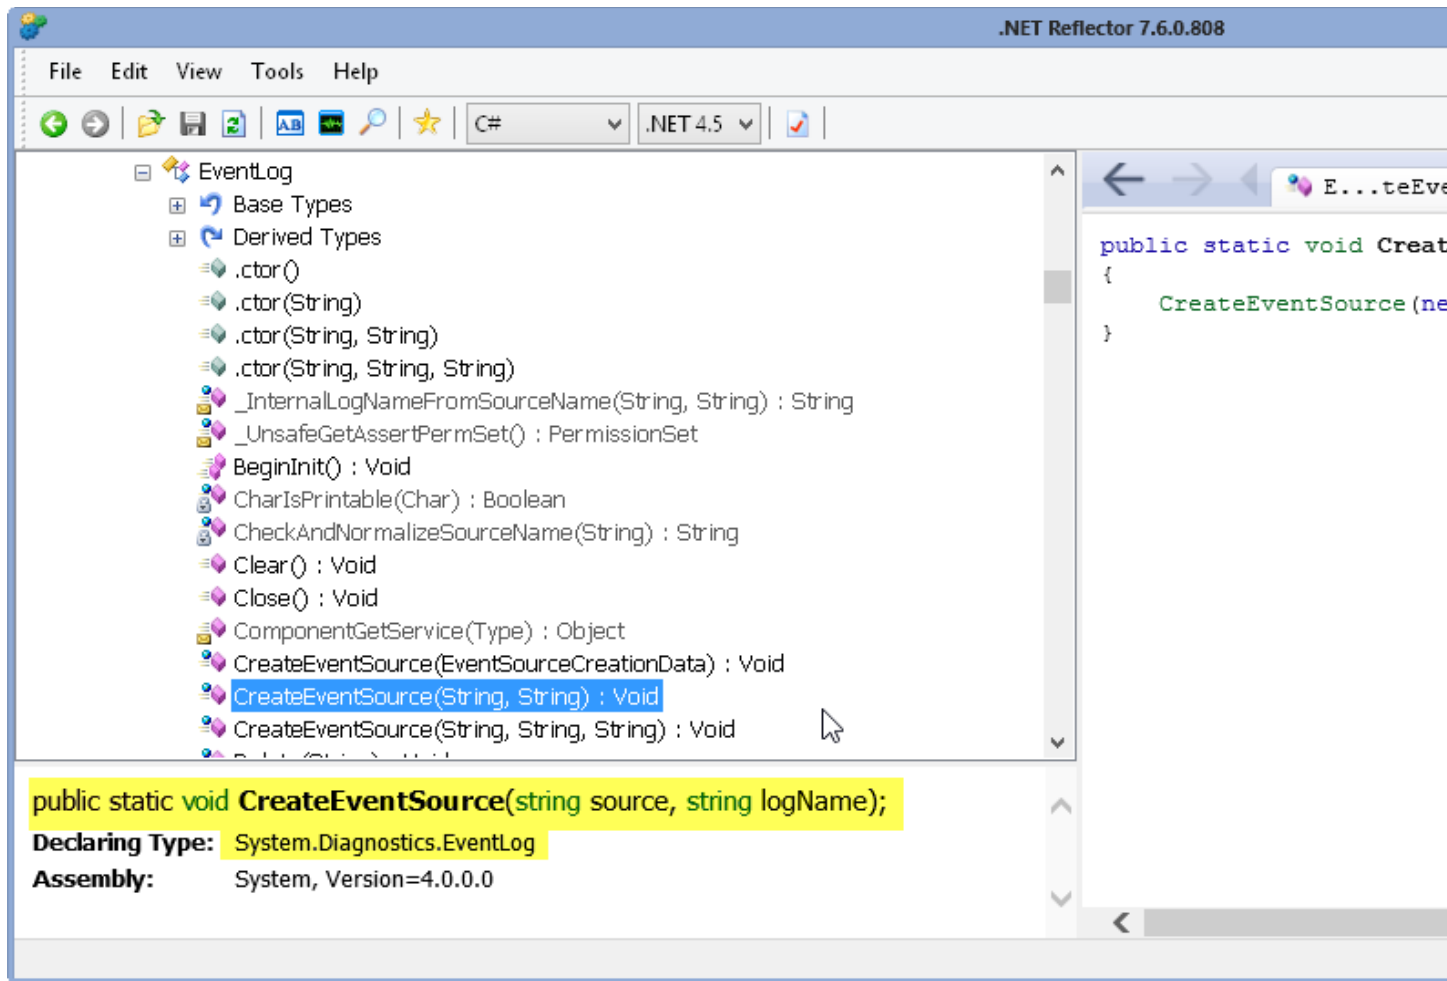 .NET Reflector 7.6.0.808
File Edit View Tools Help
C# .NET 4.5
EventLog
Base Types
Derived Types
.ctor()
.ctor(String)
.ctor(String, String)
.ctor(String, String, String)
_InternalLogNameFromSourceName(String, String) : String
_UnsafeGetAssertPermSet() : PermissionSet
BeginInit() : Void
CharIsPrintable(Char) : Boolean
CheckAndNormalizeSourceName(String) : String
Clear() : Void
Close() : Void
ComponentGetService(Type) : Object
CreateEventSource(EventSourceCreationData) : Void
CreateEventSource(String, String) : Void
CreateEventSource(String, String, String) : Void
public static void CreateEventSource(string source, string logName);
Declaring Type: System.Diagnostics.EventLog
Assembly: System, Version=4.0.0.0
E...teEve
public static void Creat
{
CreateEventSource(ne
}